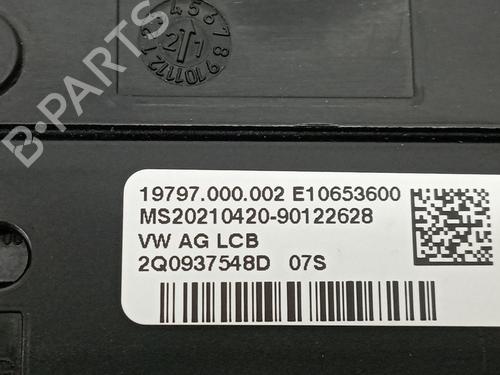 B-PARTS
19797.000.002 E10653600
MS20210420-90122628
VW AG LCB
2Q0937548D 07S